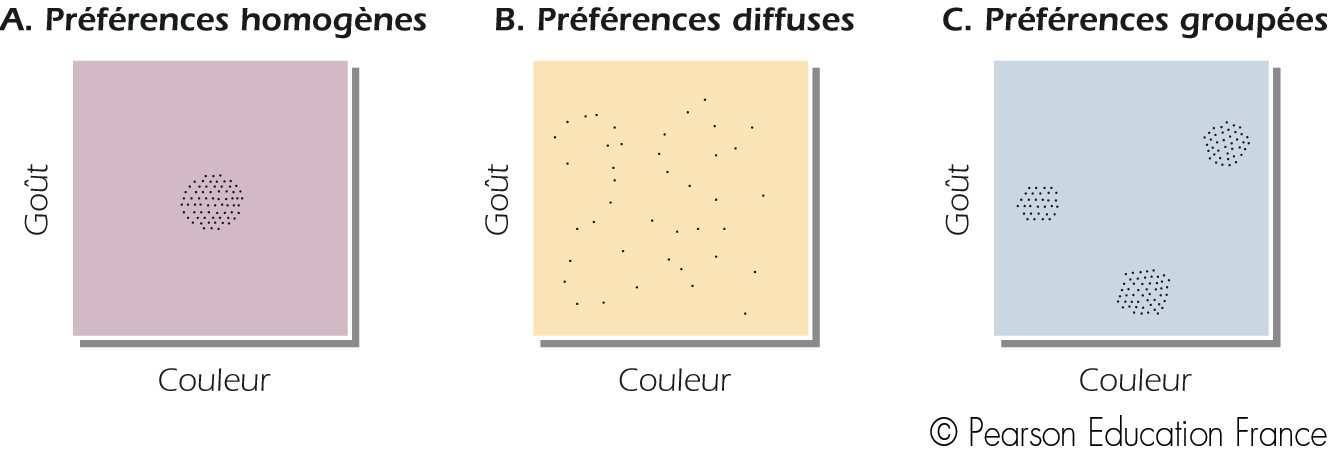 A. Préférences homogènes
B. Préférences diffuses
C. Préférences groupées
Goût
Goût
Goût
Couleur
Couleur
Couleur
© Pearson Education France